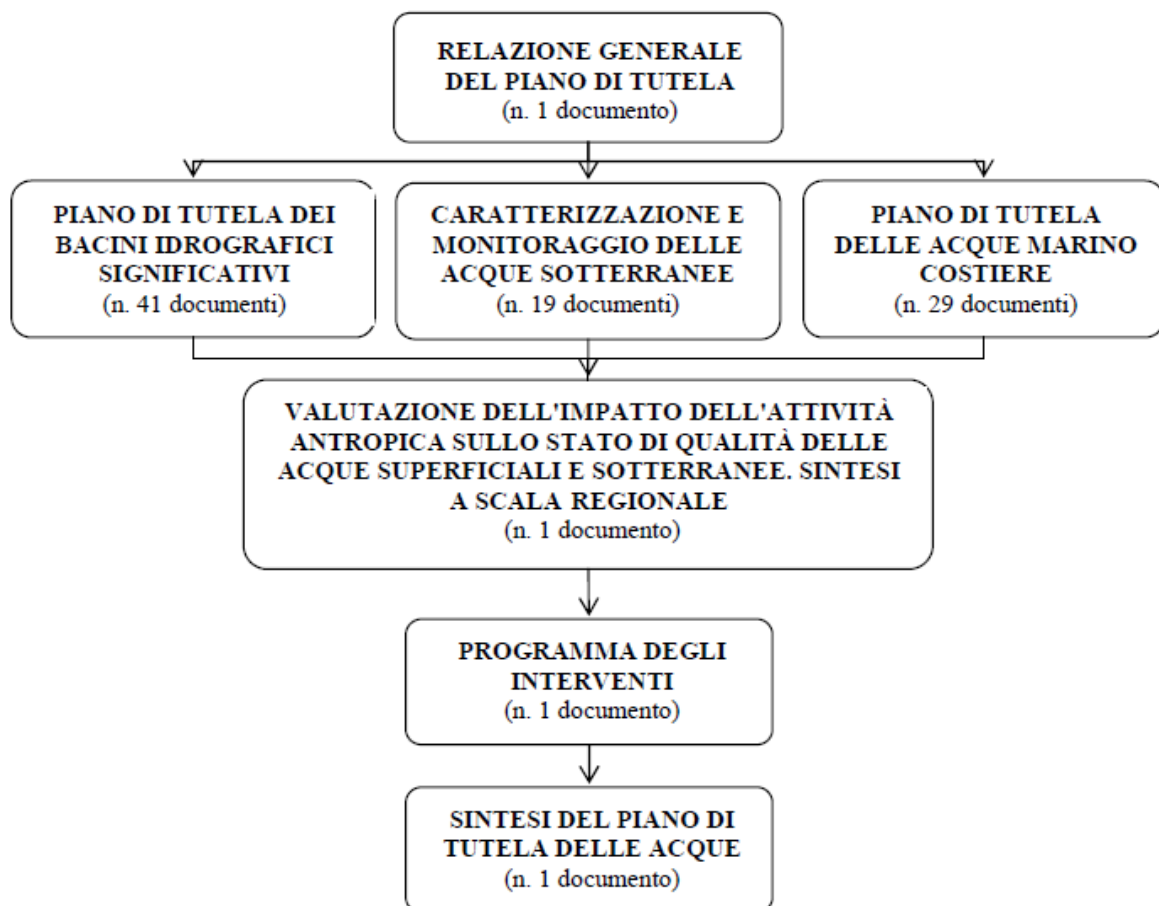 RELAZIONE GENERALE
DEL PIANO DI TUTELA
(n. 1 documento)
PIANO DI TUTELA DEI
BACINI IDROGRAFICI
SIGNIFICATIVI
(n. 41 documenti)
CARATTERIZZAZIONE E
MONITORAGGIO DELLE
ACQUE SOTTERRANEE
(n. 19 documenti)
PIANO DI TUTELA
DELLE ACQUE MARINO
COSTIERE
(n. 29 documenti)
VALUTAZIONE DELL'IMPATTO DELL'ATTIVITÀ
ANTROPICA SULLO STATO DI QUALITÀ DELLE
ACQUE SUPERFICIALI E SOTTERRANEE. SINTESI
A SCALA REGIONALE
(n. 1 documento)
PROGRAMMA DEGLI
INTERVENTI
(n. 1 documento)
SINTESI DEL PIANO DI
TUTELA DELLE ACQUE
(n. 1 documento)